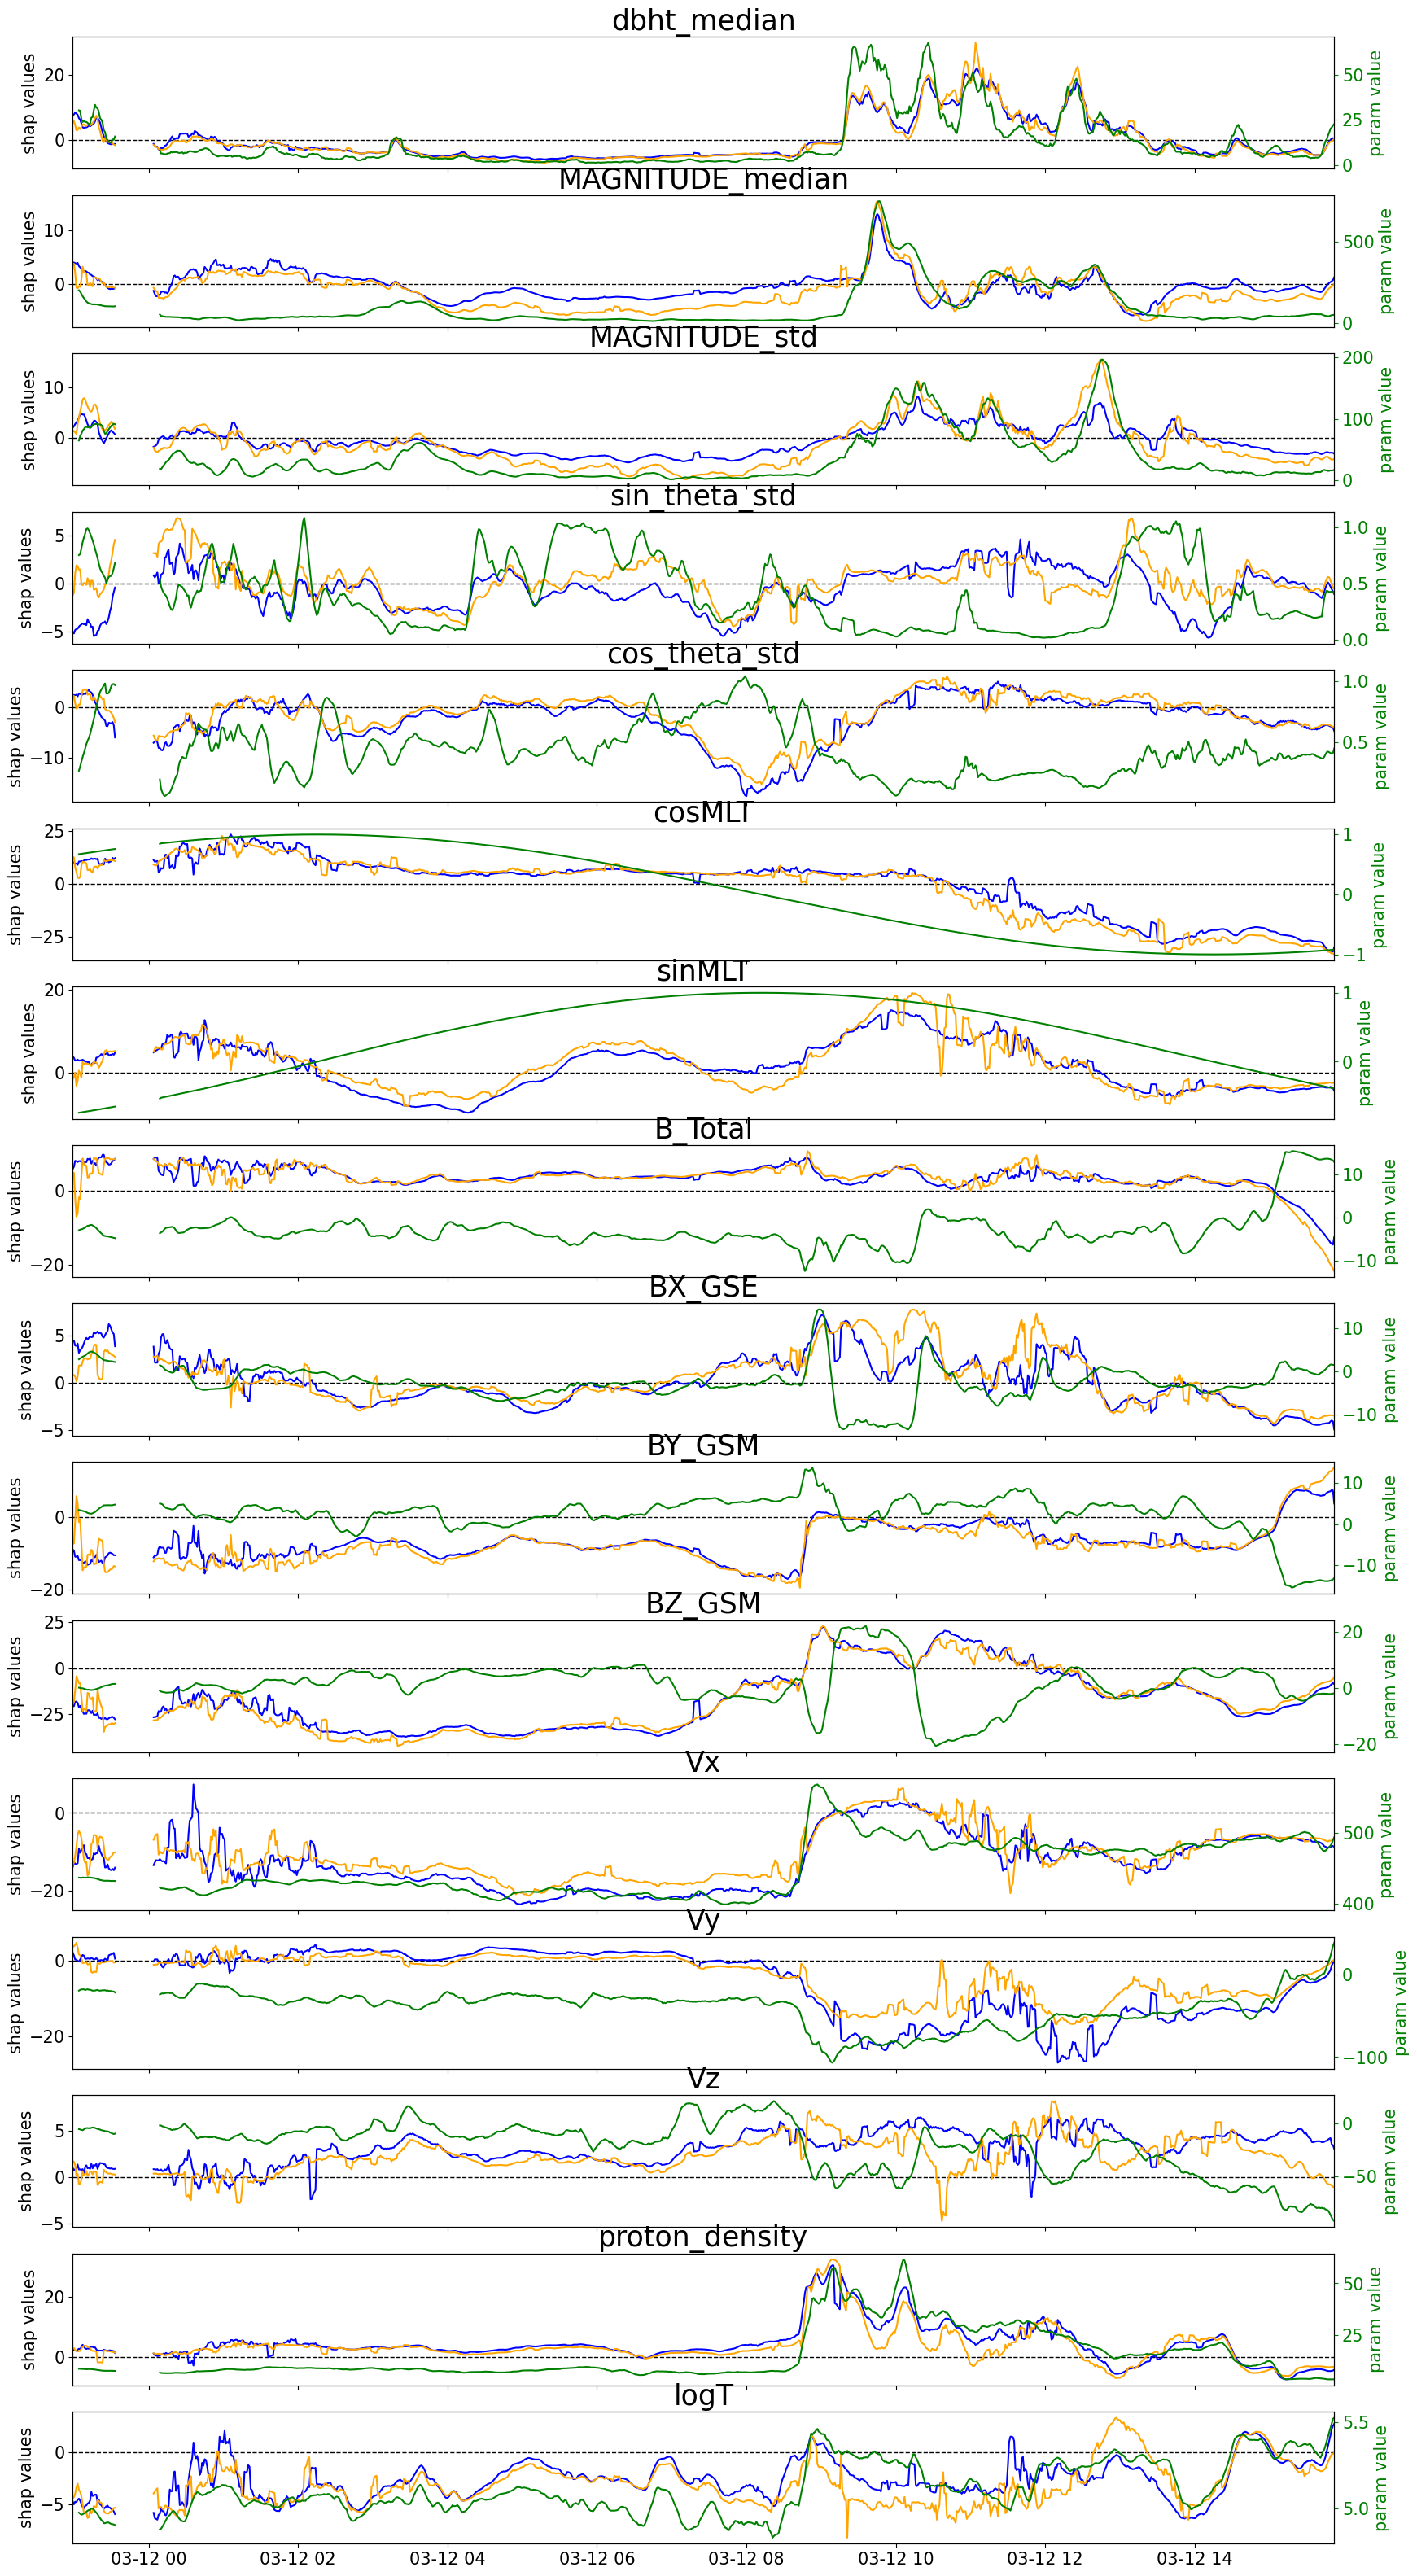 dbht_median
shap values
20
0
50
25
0
param value
MAGNITUDE_median
shap values
10
0
500
0
param value
MAGNITUDE_std
shap values
10
0
200
100
0
param value
sin_theta_std
shap values
5
0
−5
1.0
0.5
0.0
param value
cos_theta_std
shap values
0
−10
1.0
0.5
param value
cosMLT
shap values
25
0
−25
1
0
−1
param value
sinMLT
shap values
20
0
1
0
param value
B_Total
shap values
0
−20
10
0
−10
param value
BX_GSE
shap values
5
0
−5
10
0
−10
param value
BY_GSM
shap values
0
−20
10
0
−10
param value
BZ_GSM
shap values
25
0
−25
20
0
−20
param value
Vx
shap values
0
−20
500
400
param value
Vy
shap values
0
−20
0
−100
param value
Vz
shap values
5
0
−5
0
−50
param value
proton_density
shap values
20
0
50
25
param value
logT
shap values
0
−5
5.5
5.0
param value
03-12 00 03-12 02 03-12 04 03-12 06 03-12 08 03-12 10 03-12 12 03-12 14